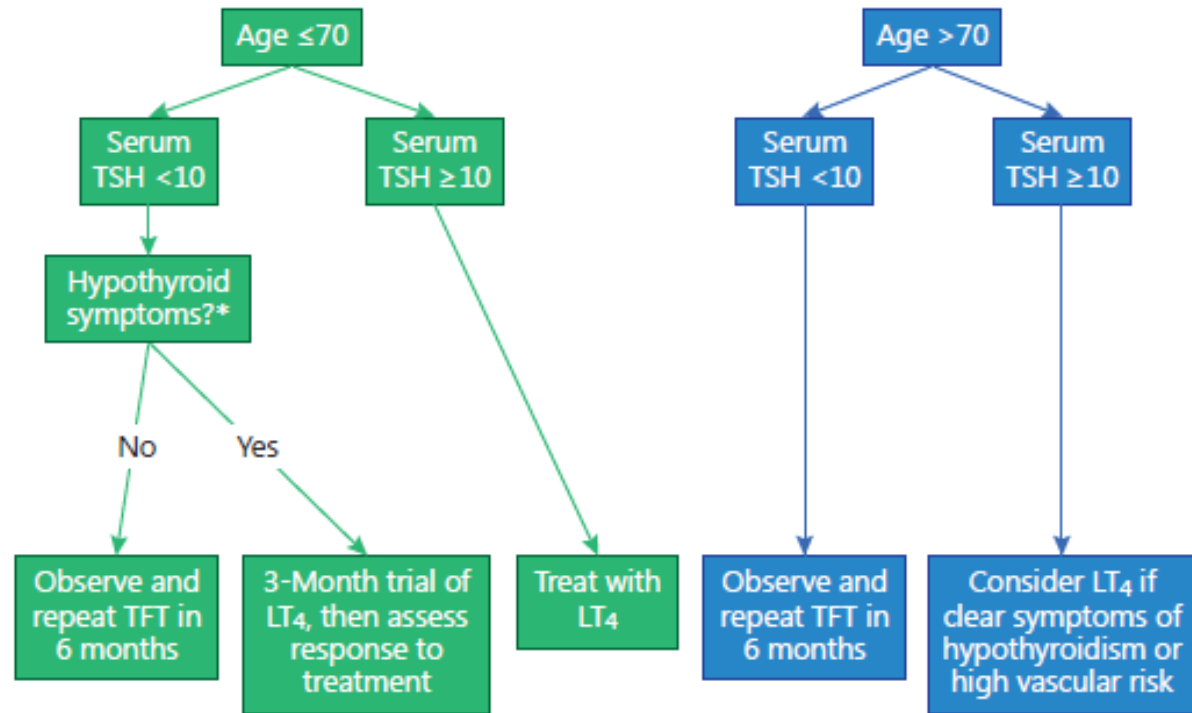 Age ≤70
Serum
TSH <10
Serum
TSH ≥10
Hypothyroid
symptoms?*
No
Yes
Observe and
repeat TFT in
6 months
3-Month trial of
LT₄, then assess
response to
treatment
Treat with
LT₄
Age >70
Serum
TSH <10
Serum
TSH ≥10
Observe and
repeat TFT in
6 months
Consider LT₄ if
clear symptoms of
hypothyroidism or
high vascular risk